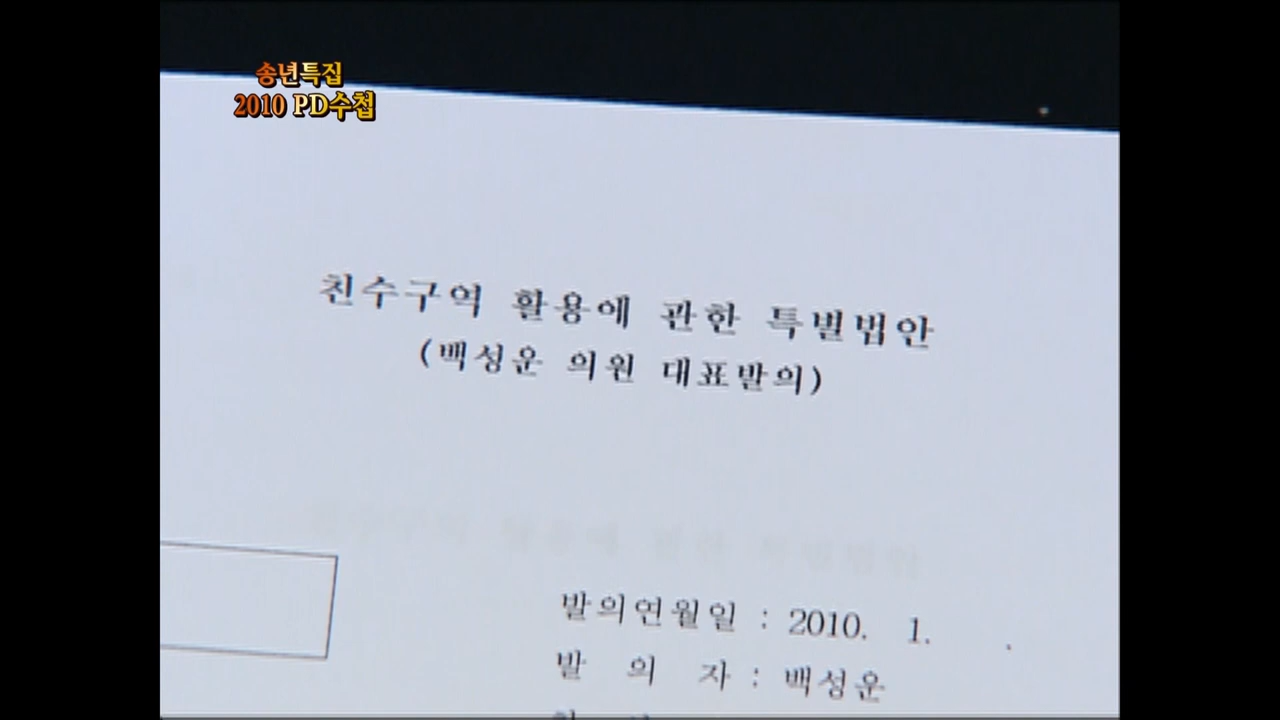 송년특집
2010 PD수첩
친수구역 활용에 관한 특별법안
(백성운 의원 대표발의)
발의연월일 : 2010. 1. .
발 의 자 : 백성운